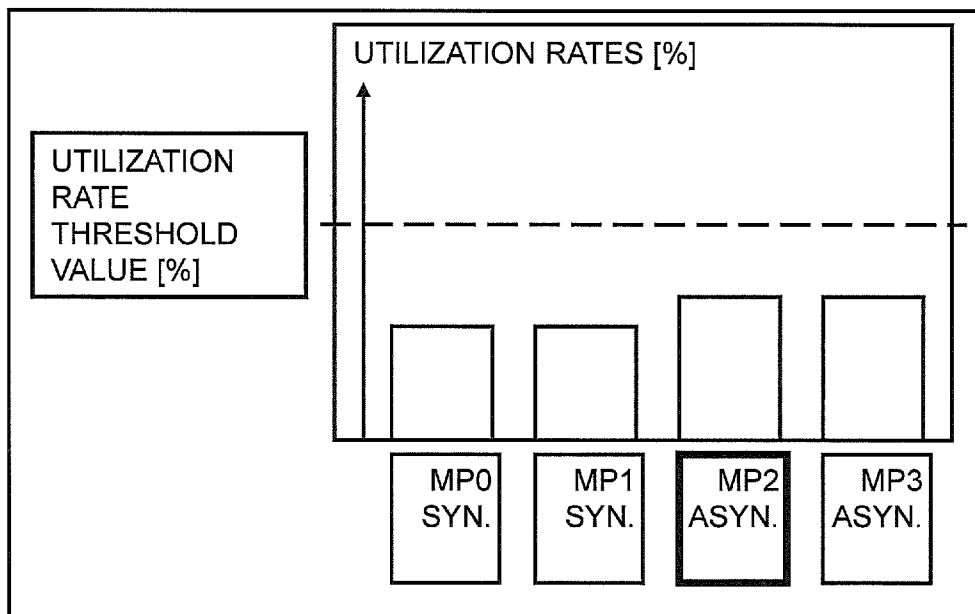 UTILIZATION RATES [%]
UTILIZATION
RATE
THRESHOLD
VALUE [%]
MP0
SYN.
MP1
SYN.
MP2
ASYN.
MP3
ASYN.